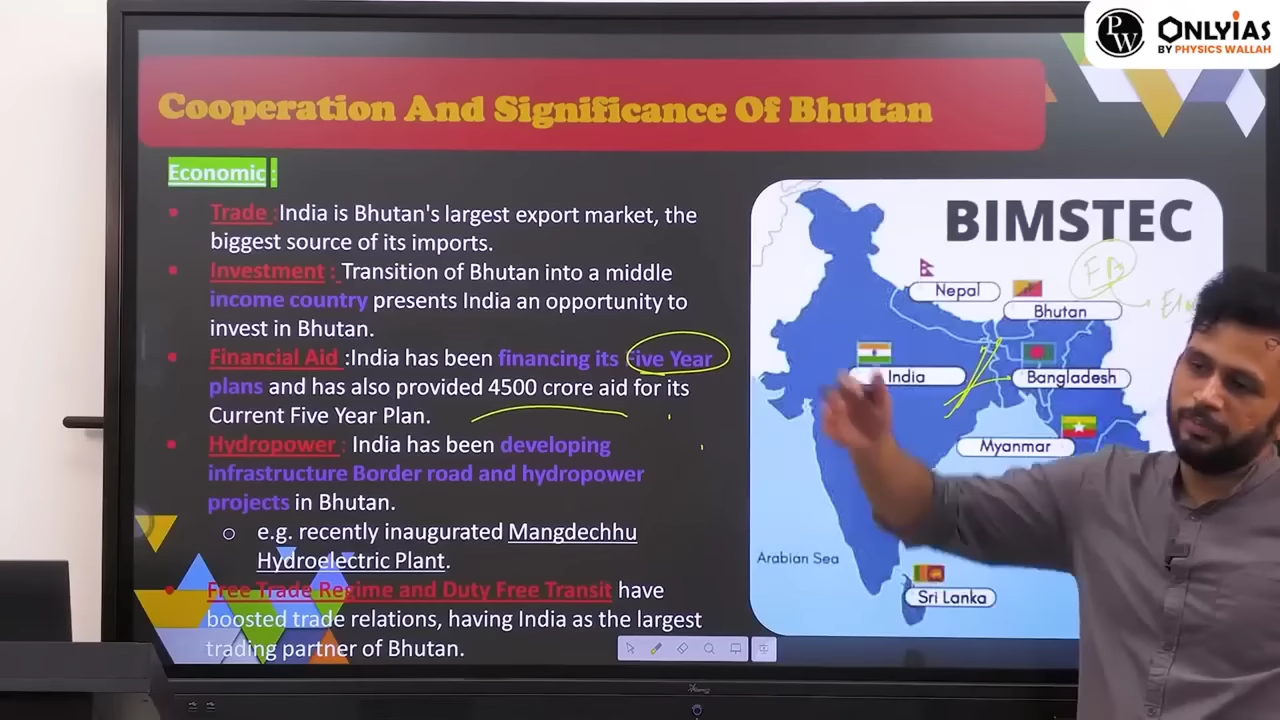 PW
ONLYIAS
BY PHYSICS WALLAH
Cooperation And Significance Of Bhutan
Economic :
• Trade :India is Bhutan's largest export market, the
biggest source of its imports.
• Investment : Transition of Bhutan into a middle
income country presents India an opportunity to
invest in Bhutan.
• Financial Aid :India has been financing its Five Year
plans and has also provided 4500 crore aid for its
Current Five Year Plan.
• Hydropower : India has been developing
infrastructure Border road and hydropower
projects in Bhutan.
o e.g. recently inaugurated Mangdechhu
Hydroelectric Plant.
• Free Trade Regime and Duty Free Transit have
boosted trade relations, having India as the largest
trading partner of Bhutan.
BIMSTEC
Nepal
Bhutan
India
Bangladesh
Myanmar
Arabian Sea
Sri Lanka